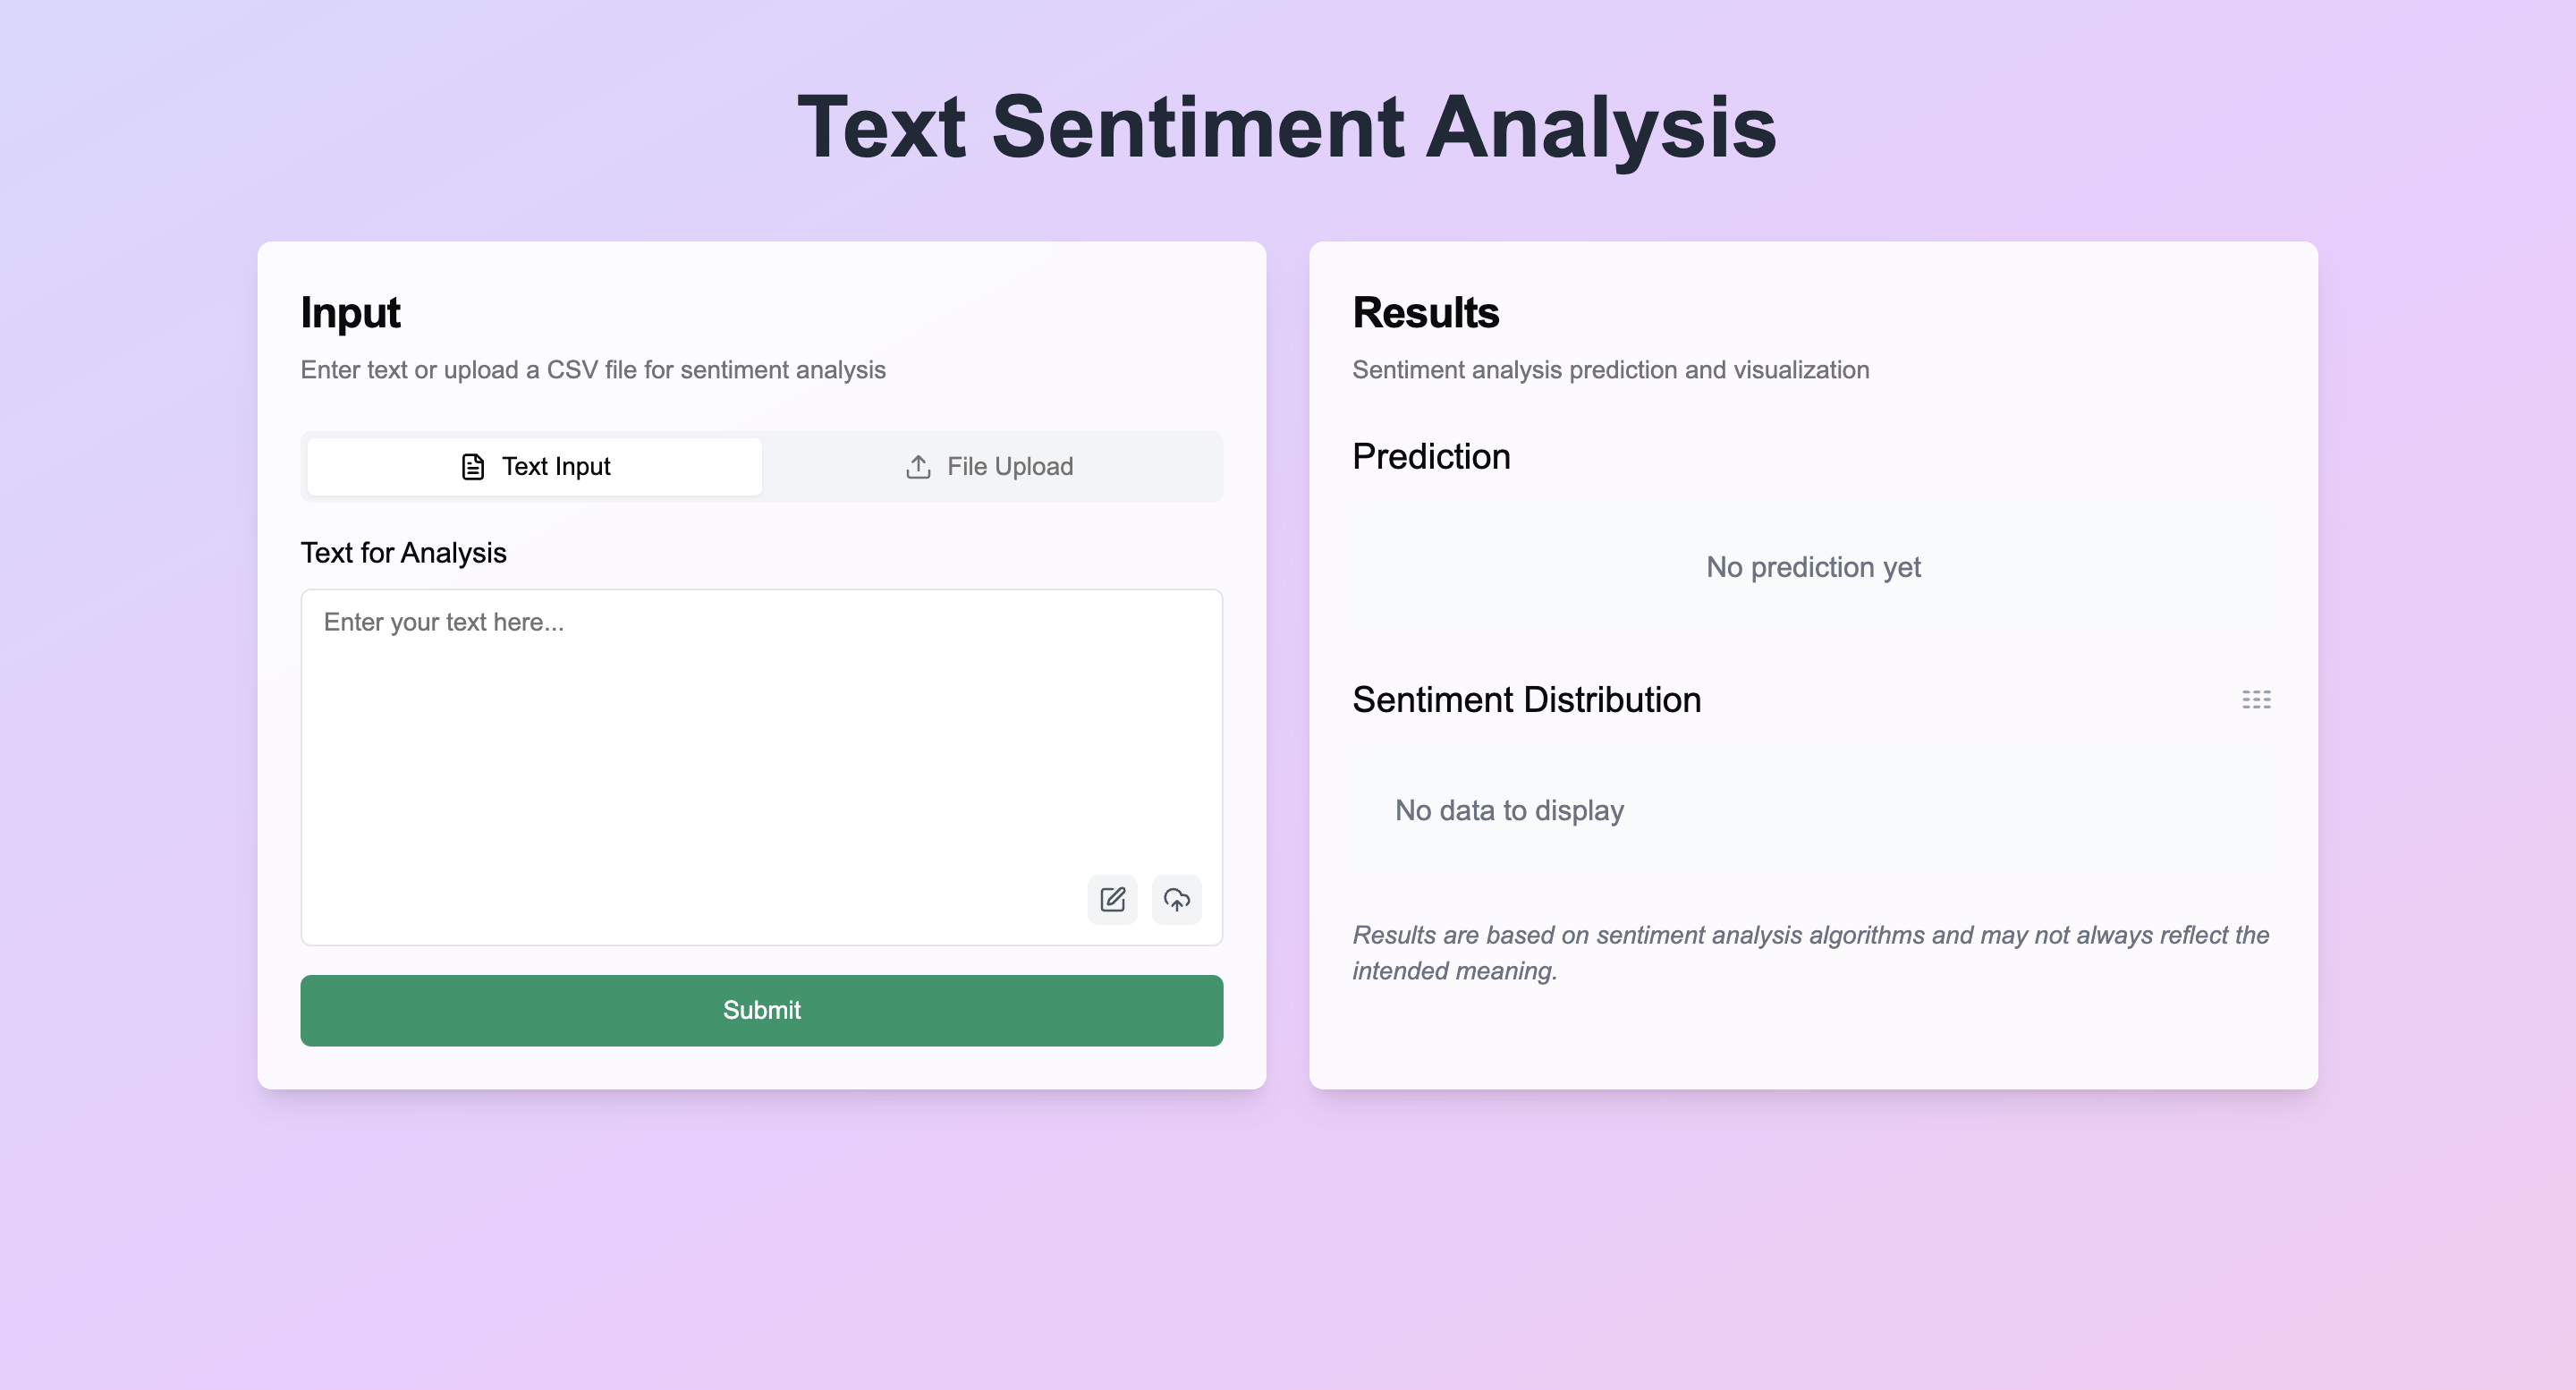 Text Sentiment Analysis
Input
Enter text or upload a CSV file for sentiment analysis
Text Input
File Upload
Text for Analysis
Enter your text here...
Submit
Results
Sentiment analysis prediction and visualization
Prediction
No prediction yet
Sentiment Distribution
No data to display
Results are based on sentiment analysis algorithms and may not always reflect the
intended meaning.